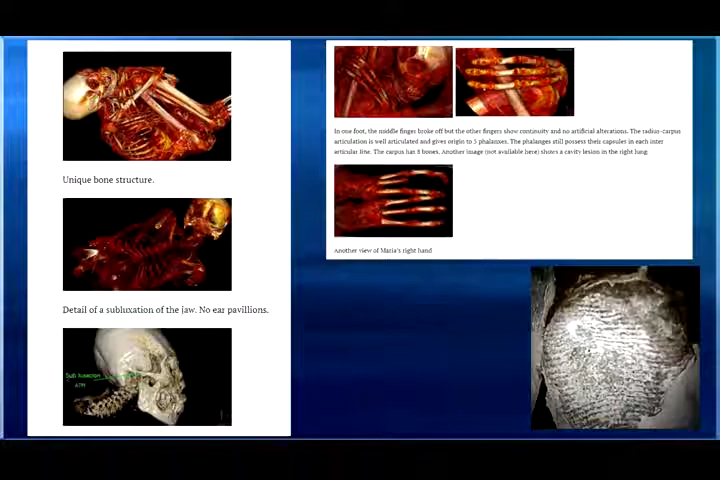 Unique bone structure.
Detail of a subluxation of the jaw. No ear pavillions.
Sub luxacion
ATM
In one foot, the middle finger broke off but the other fingers show continuity and no artificial alterations. The radius-carpus
articulation is well articulated and gives origin to 5 phalanxes. The phalanges still possess their capsules in each inter
articular line. The carpus has 8 bones. Another image (not available here) shows a cavity lesion in the right lung.
Another view of Maria's right hand